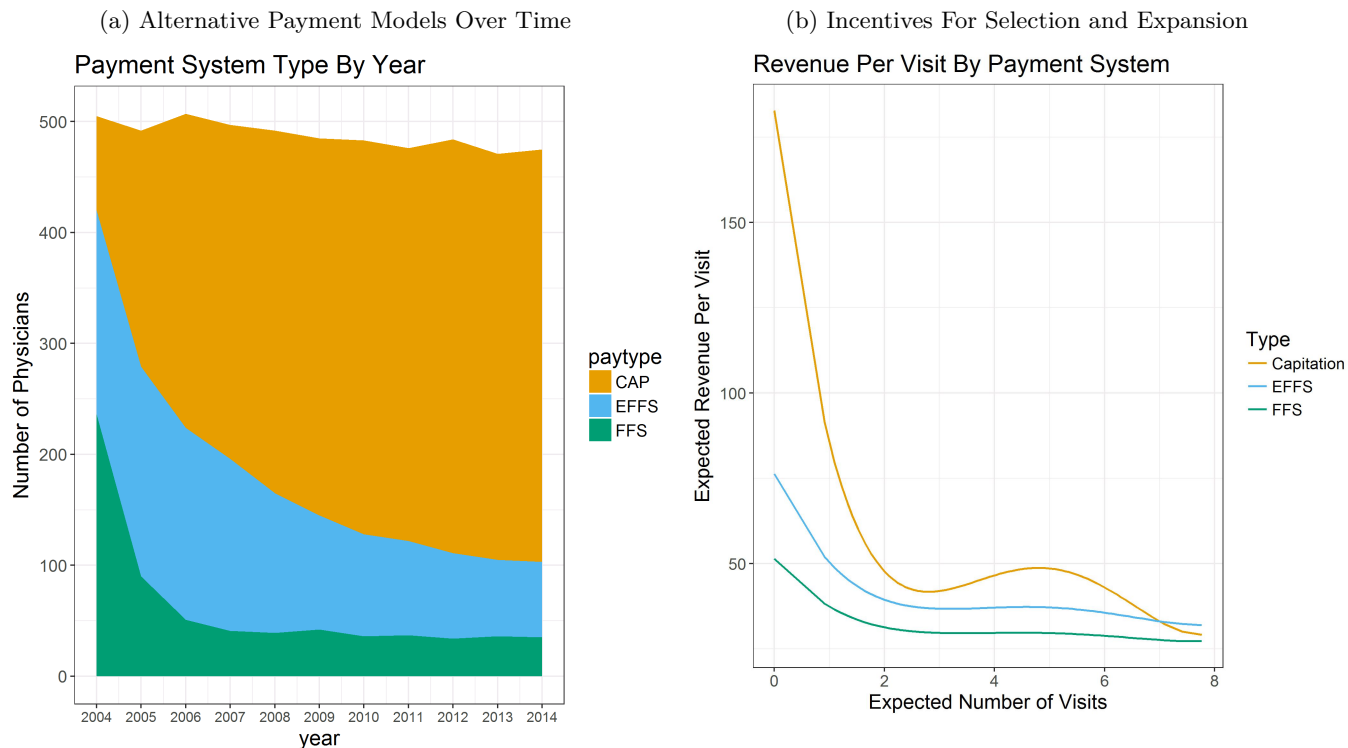 (a) Alternative Payment Models Over Time
Payment System Type By Year
Number of Physicians
500
400
300
200
100
0
2004 2005 2006 2007 2008 2009 2010 2011 2012 2013 2014
year
paytype
CAP
EFFS
FFS
(b) Incentives For Selection and Expansion
Revenue Per Visit By Payment System
Expected Revenue Per Visit
150
100
50
0 2 4 6 8
Expected Number of Visits
Type
Capitation
EFFS
FFS